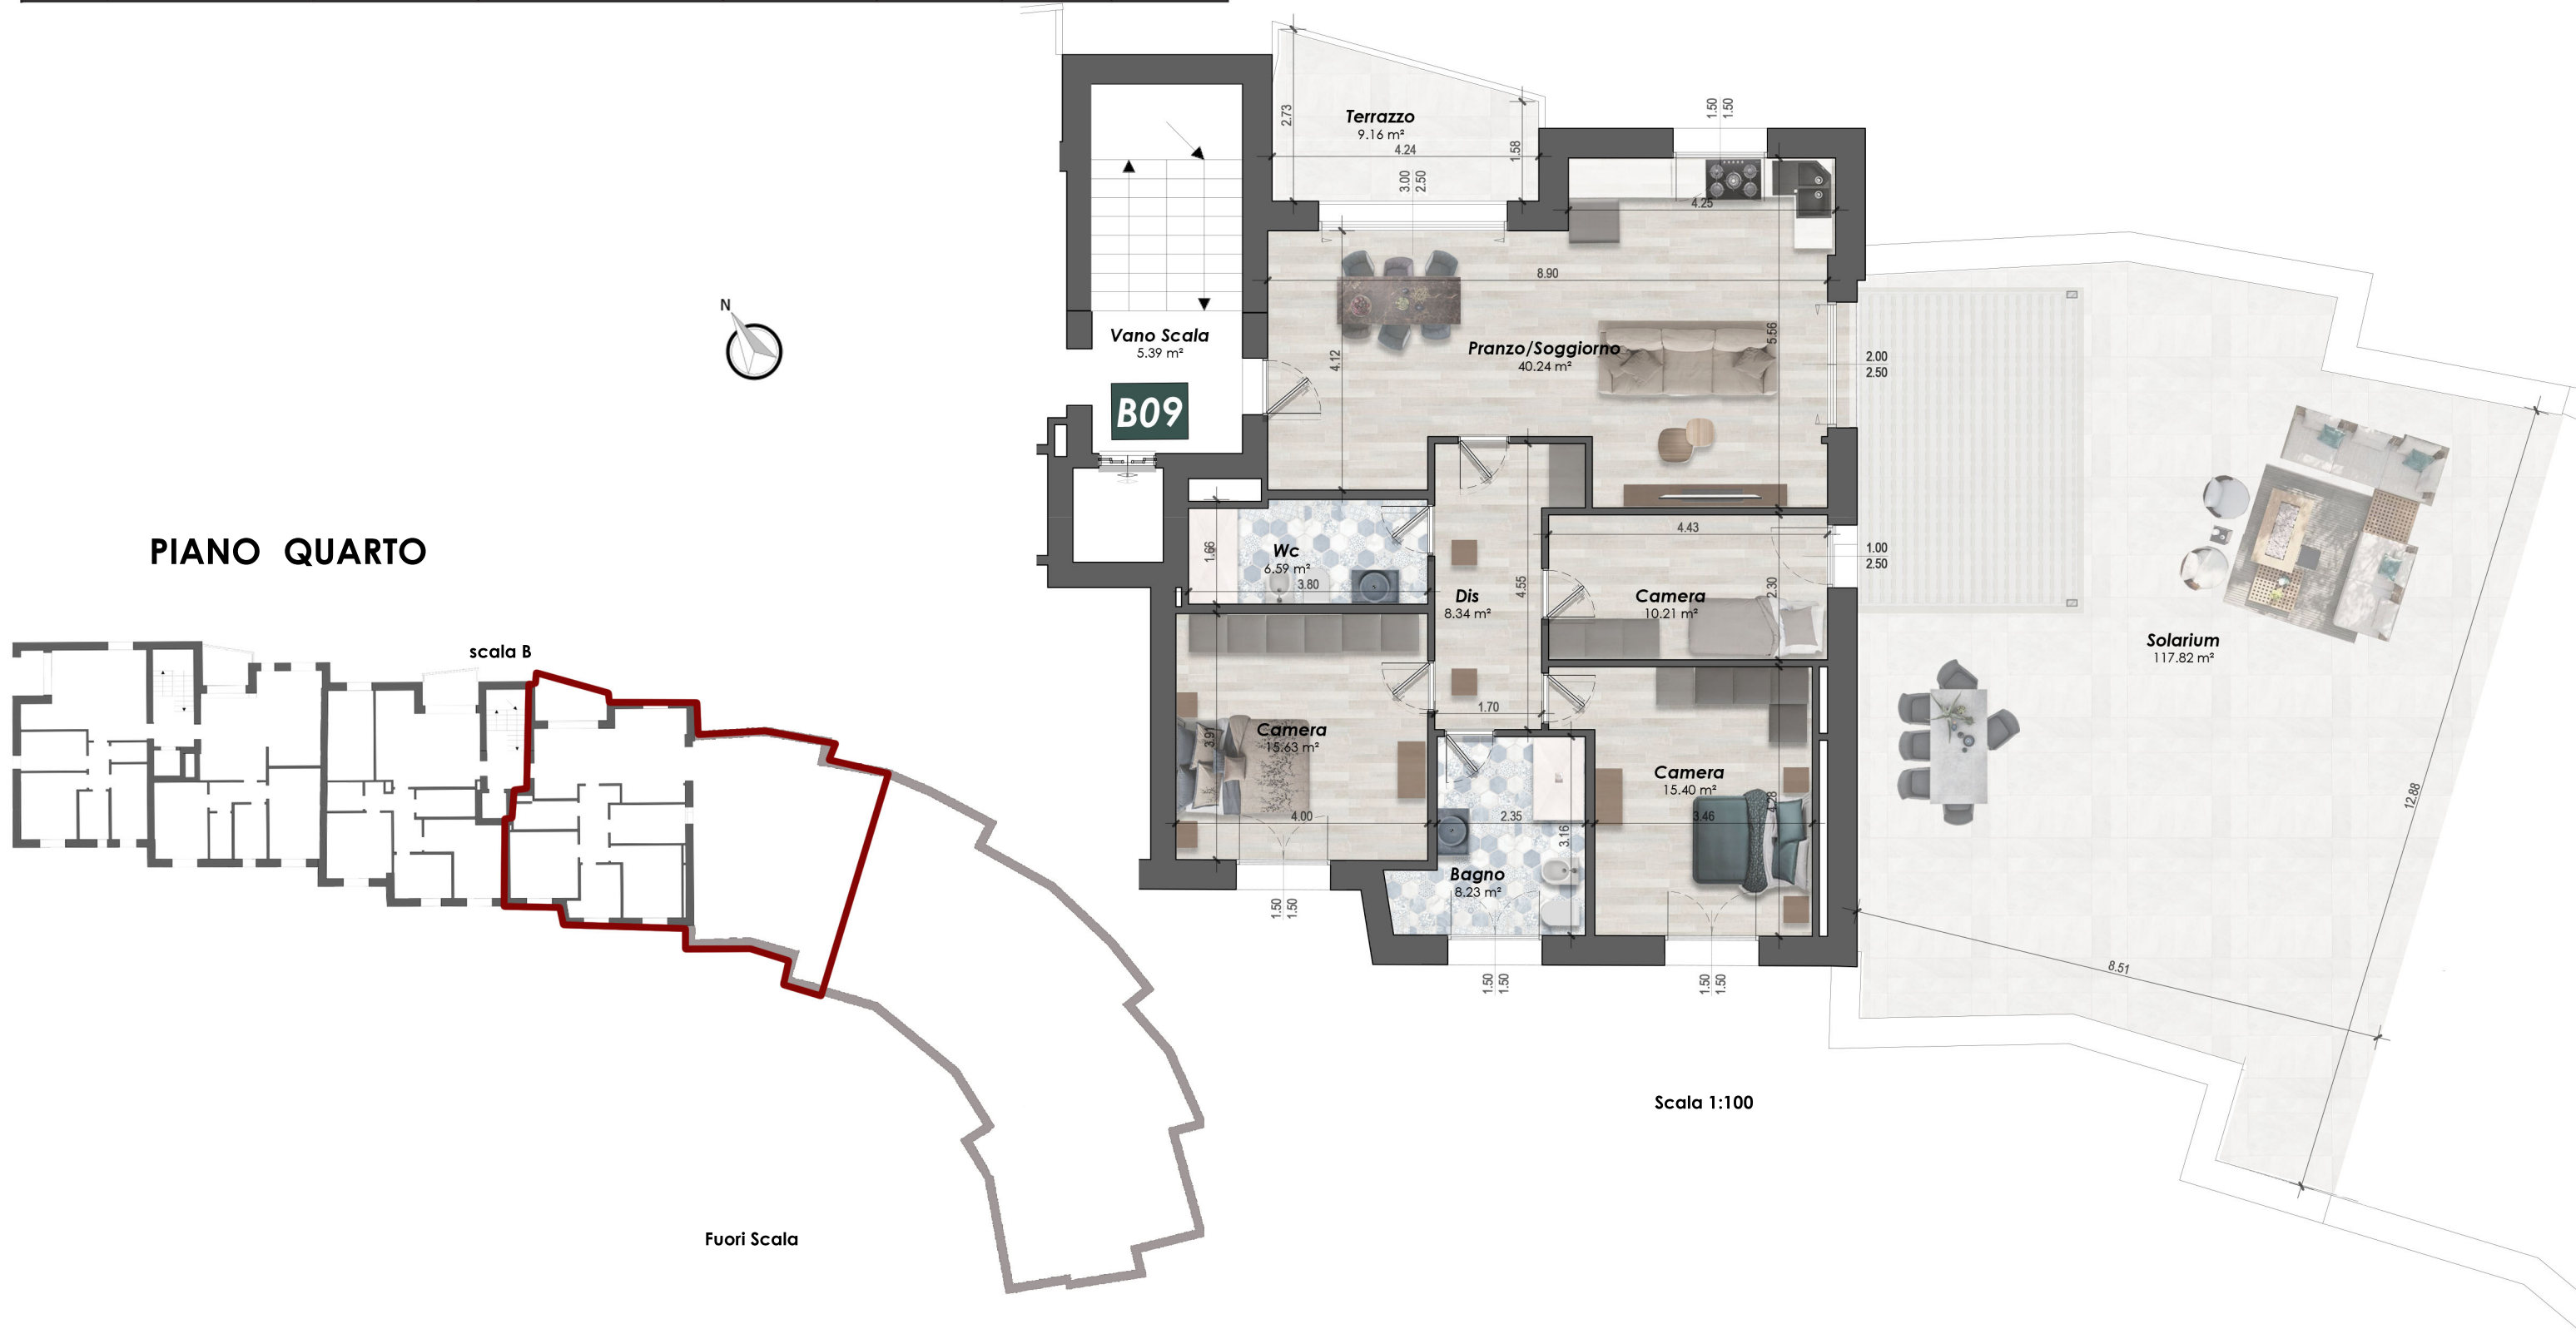 2.73
Terrazzo
9.16 m²
4.24
1.58
3.00
2.50
1.50
1.50
4.25
N
8.90
Vano Scala
5.39 m²
B09
4.12
Pranzo/Soggiorno
40.24 m²
5.56
2.00
2.50
PIANO QUARTO
1.66
Wc
6.59 m²
3.80
Dis
8.34 m²
4.55
4.43
Camera
10.21 m²
2.30
1.00
2.50
Solarium
117.82 m²
scala B
1.70
3.91
Camera
15.63 m²
4.00
2.35
3.16
Bagno
8.23 m²
Camera
15.40 m²
3.46
4.28
12.88
8.51
1.50
1.50
1.50
1.50
1.50
1.50
Scala 1:100
Fuori Scala